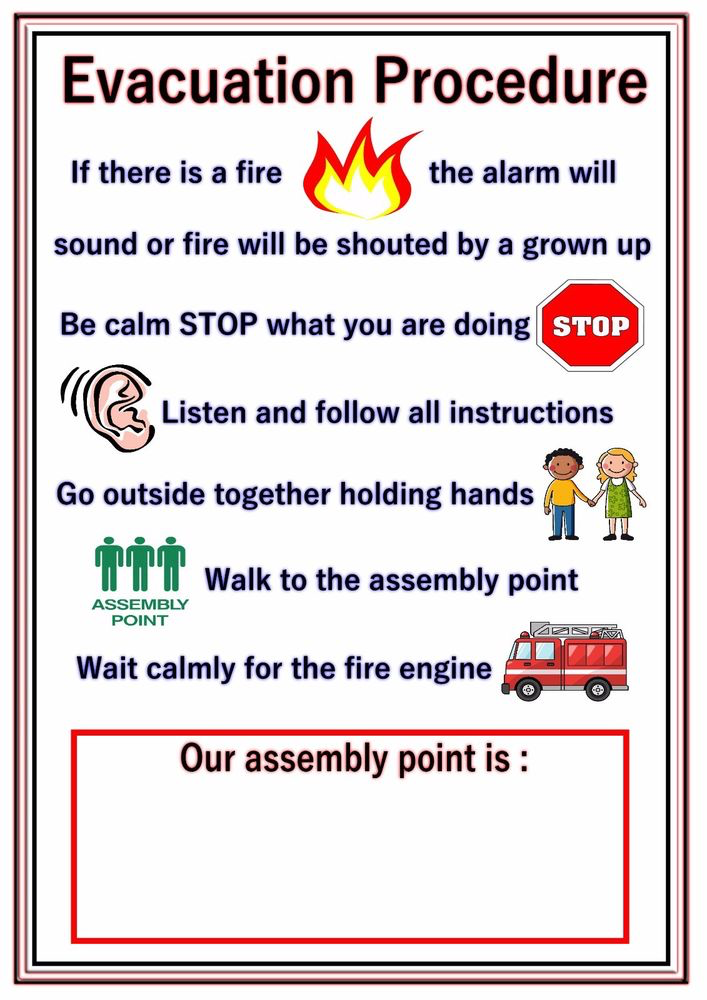 Evacuation Procedure
If there is a fire the alarm will
sound or fire will be shouted by a grown up
Be calm STOP what you are doing
STOP
Listen and follow all instructions
Go outside together holding hands
ASSEMBLY
POINT
Walk to the assembly point
Wait calmly for the fire engine
Our assembly point is :